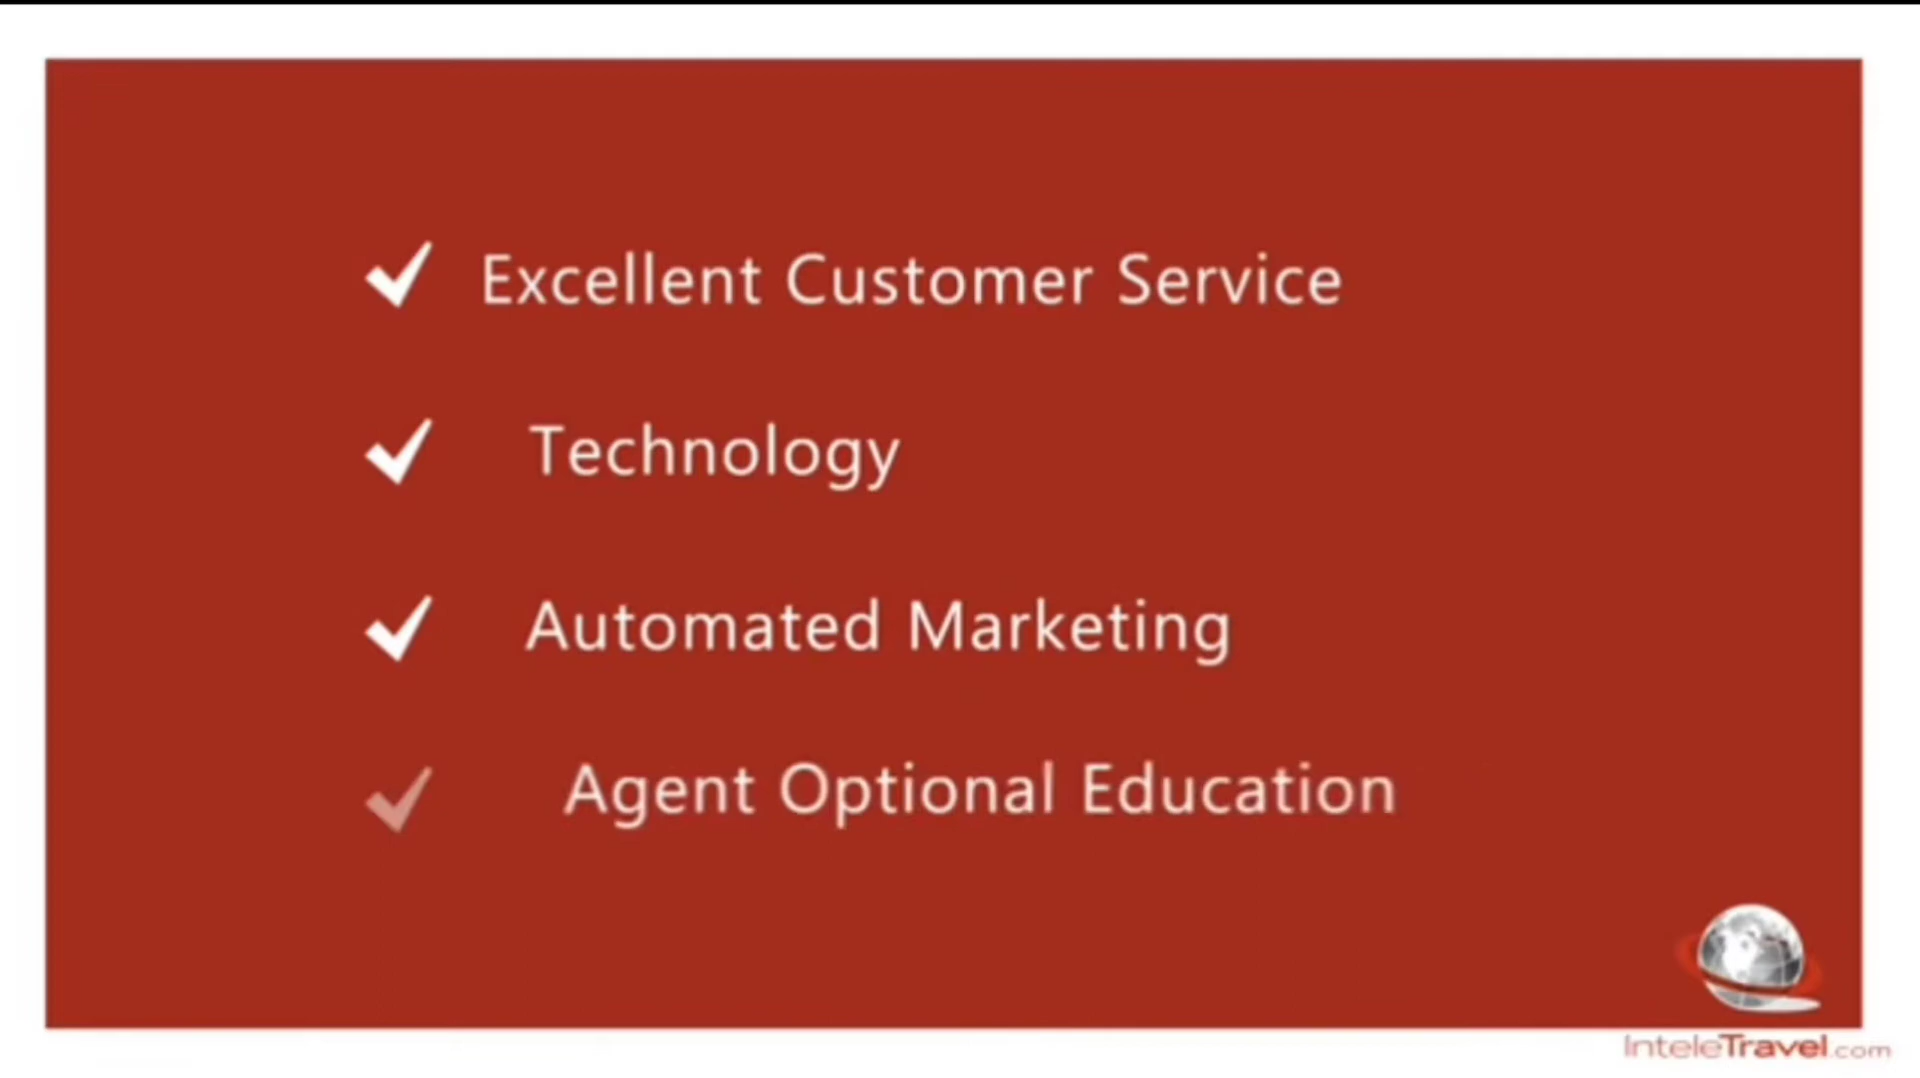 Excellent Customer Service
Technology
Automated Marketing
Agent Optional Education
InteleTravel.com